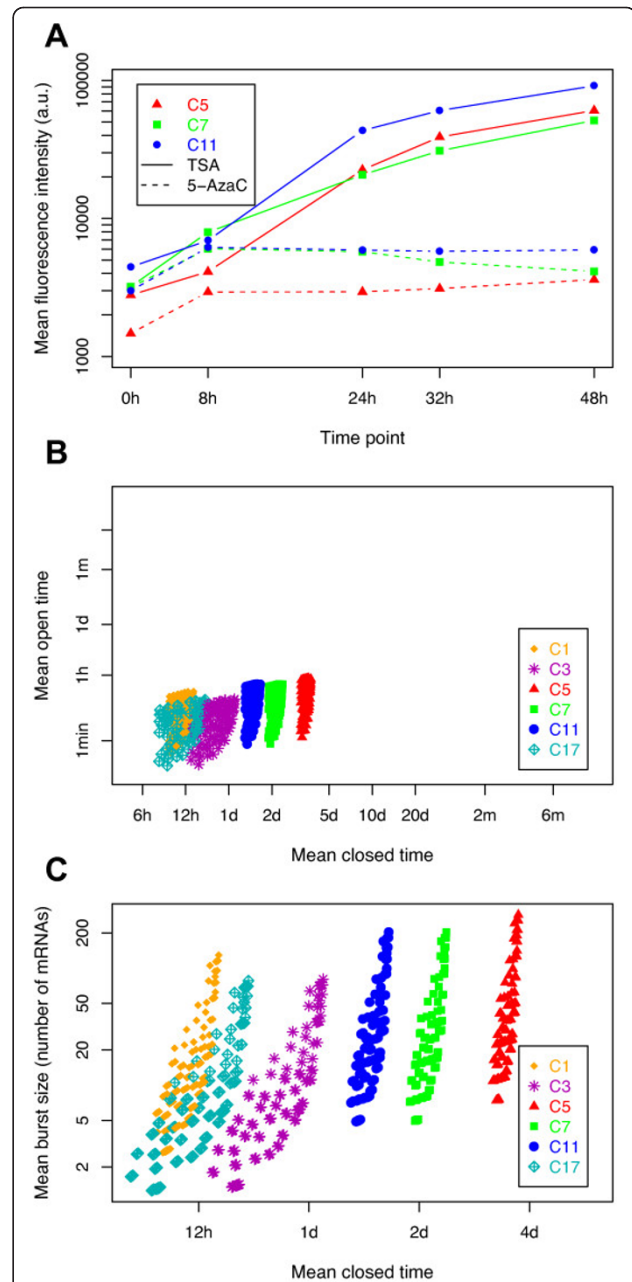 A
Mean fluorescence intensity (a.u.)
100000
10000
1000
C5
C7
C11
TSA
5-AzaC
0h 8h 24h 32h 48h
Time point
B
Mean open time
1m
1d
1h
1min
C1
C3
C5
C7
C11
C17
6h 12h 1d 2d 5d 10d 20d 2m 6m
Mean closed time
C
Mean burst size (number of mRNAs)
200
50
20
5
2
C1
C3
C5
C7
C11
C17
12h 1d 2d 4d
Mean closed time